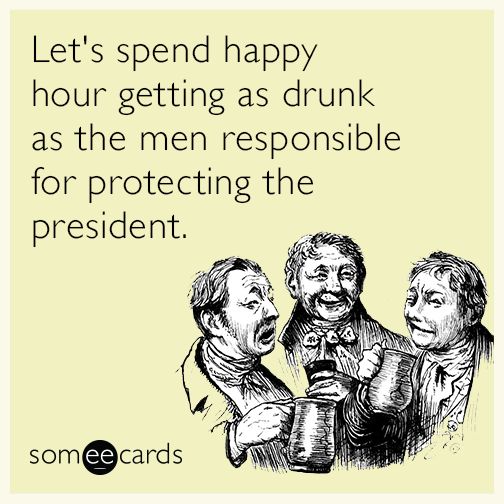 Let's spend happy
hour getting as drunk
as the men responsible
for protecting the
president.
someecards